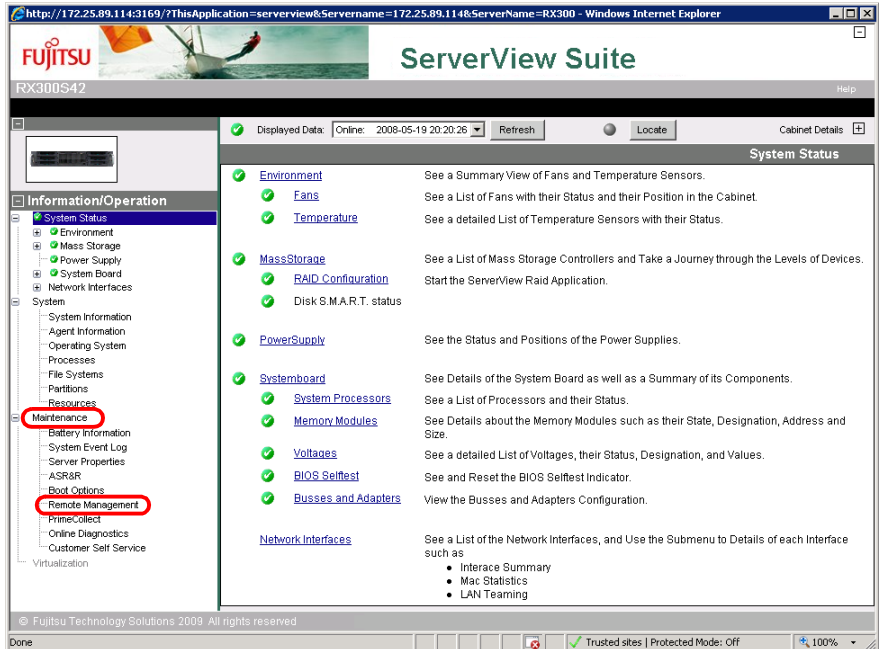 http://172.25.89.114:3169/?ThisApplication=serverview&Servername=172.25.89.114&ServerName=RX300 - Windows Internet Explorer
FUJITSU
ServerView Suite
RX300S42
Help
Displayed Data: Online: 2008-05-19 20:20:26 Refresh Locate Cabinet Details
System Status
Information/Operation
System Status
Environment
Mass Storage
Power Supply
System Board
Network Interfaces
System
System Information
Agent Information
Operating System
Processes
File Systems
Partitions
Resources
Maintenance
Battery Information
System Event Log
Server Properties
ASR&R
Boot Options
Remote Management
PrimeCollect
Online Diagnostics
Customer Self Service
Virtualization
Environment See a Summary View of Fans and Temperature Sensors.
Fans See a List of Fans with their Status and their Position in the Cabinet.
Temperature See a detailed List of Temperature Sensors with their Status.
MassStorage See a List of Mass Storage Controllers and Take a Journey through the Levels of Devices.
RAID Configuration Start the ServerView Raid Application.
Disk S.M.A.R.T. status
PowerSupply See the Status and Positions of the Power Supplies.
Systemboard See Details of the System Board as well as a Summary of its Components.
System Processors See a List of Processors and their Status.
Memory Modules See Details about the Memory Modules such as their State, Designation, Address and
Size.
Voltages See a detailed List of Voltages, their Status, Designation, and Values.
BIOS Selftest See and Reset the BIOS Selftest Indicator.
Busses and Adapters View the Busses and Adapters Configuration.
Network Interfaces See a List of the Network Interfaces, and Use the Submenu to Details of each Interface
such as
• Interace Summary
• Mac Statistics
• LAN Teaming
© Fujitsu Technology Solutions 2009 All rights reserved
Done Trusted sites | Protected Mode: Off 100%